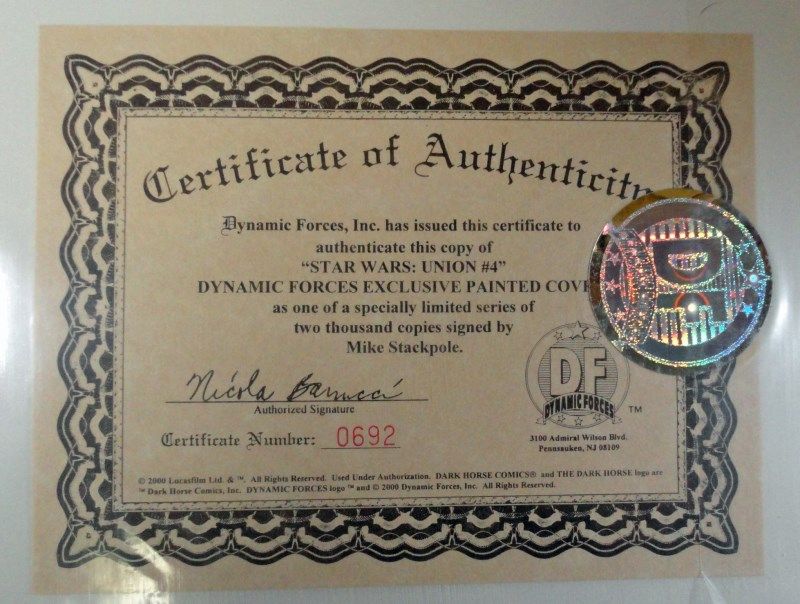 Certificate of Authenticity
Dynamic Forces, Inc. has issued this certificate to
authenticate this copy of
“STAR WARS: UNION #4”
DYNAMIC FORCES EXCLUSIVE PAINTED COVE
as one of a specially limited series of
two thousand copies signed by
Mike Stackpole.
Authorized Signature
Certificate Number: 0692
DF
DYNAMIC FORCES ™
3100 Admiral Wilson Blvd.
Pennsauken, NJ 08109
© 2000 Lucasfilm Ltd. & ™. All Rights Reserved. Used Under Authorization. DARK HORSE COMICS® and THE DARK HORSE logo are
™ Dark Horse Comics, Inc. DYNAMIC FORCES logo ™ and © 2000 Dynamic Forces, Inc. All Rights Reserved.